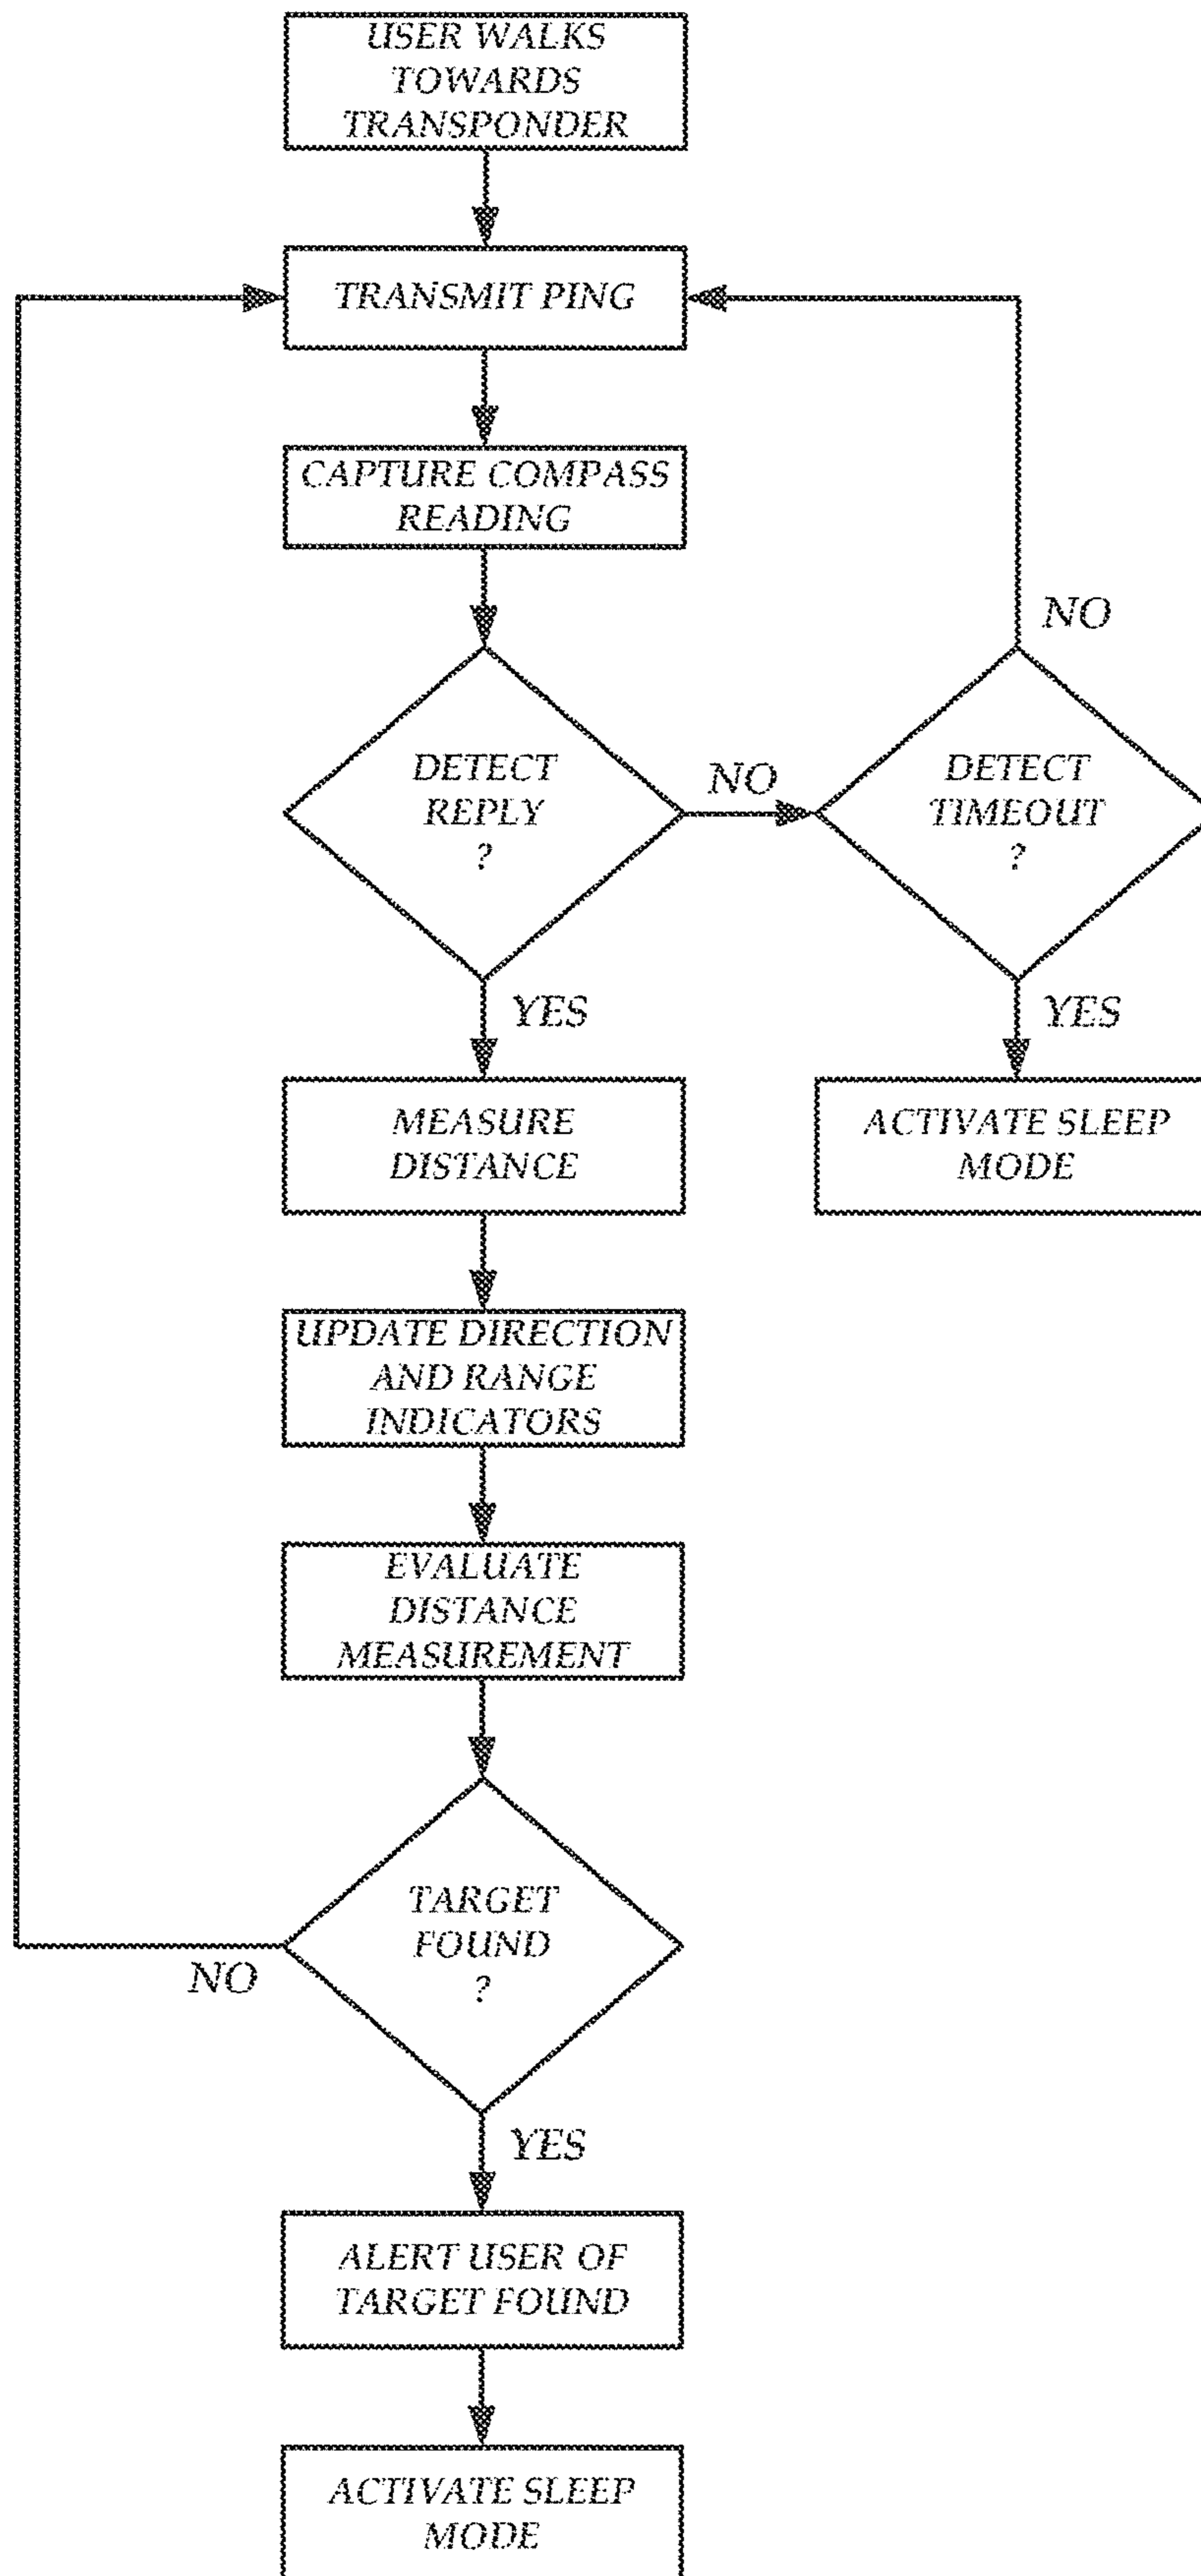 USER WALKS
TOWARDS
TRANSPONDER
TRANSMIT PING
CAPTURE COMPASS
READING
NO
DETECT
REPLY
?
NO
DETECT
TIMEOUT
?
YES
YES
MEASURE
DISTANCE
ACTIVATE SLEEP
MODE
UPDATE DIRECTION
AND RANGE
INDICATORS
EVALUATE
DISTANCE
MEASUREMENT
TARGET
FOUND
?
NO
YES
ALERT USER OF
TARGET FOUND
ACTIVATE SLEEP
MODE